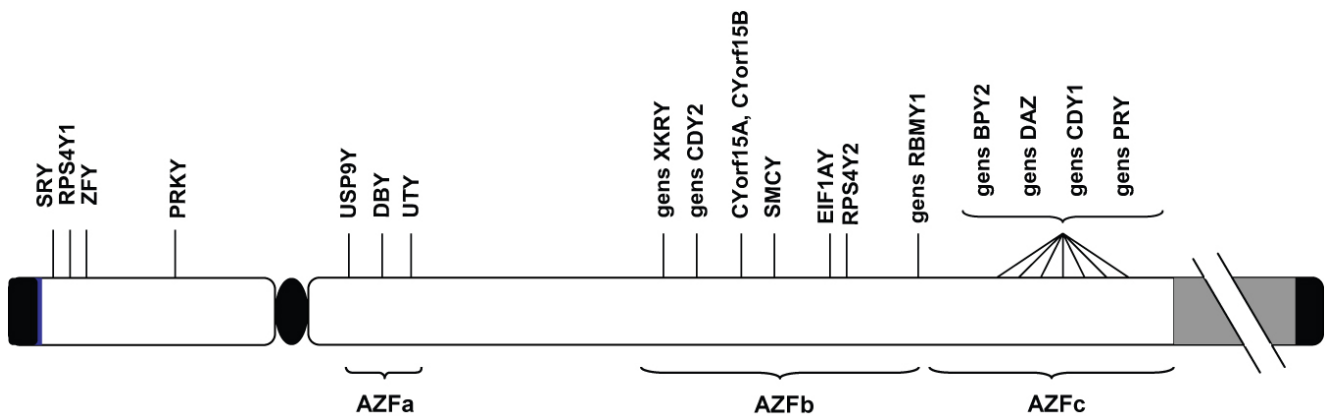 SRY
RPS4Y1
ZFY
PRKY
USP9Y
DBY
UTY
gens XKRY
gens CDY2
CYorf15A, CYorf15B
SMCY
EIF1AY
RPS4Y2
gens RBMY1
gens BPY2
gens DAZ
gens CDY1
gens PRY
AZFa
AZFb
AZFc